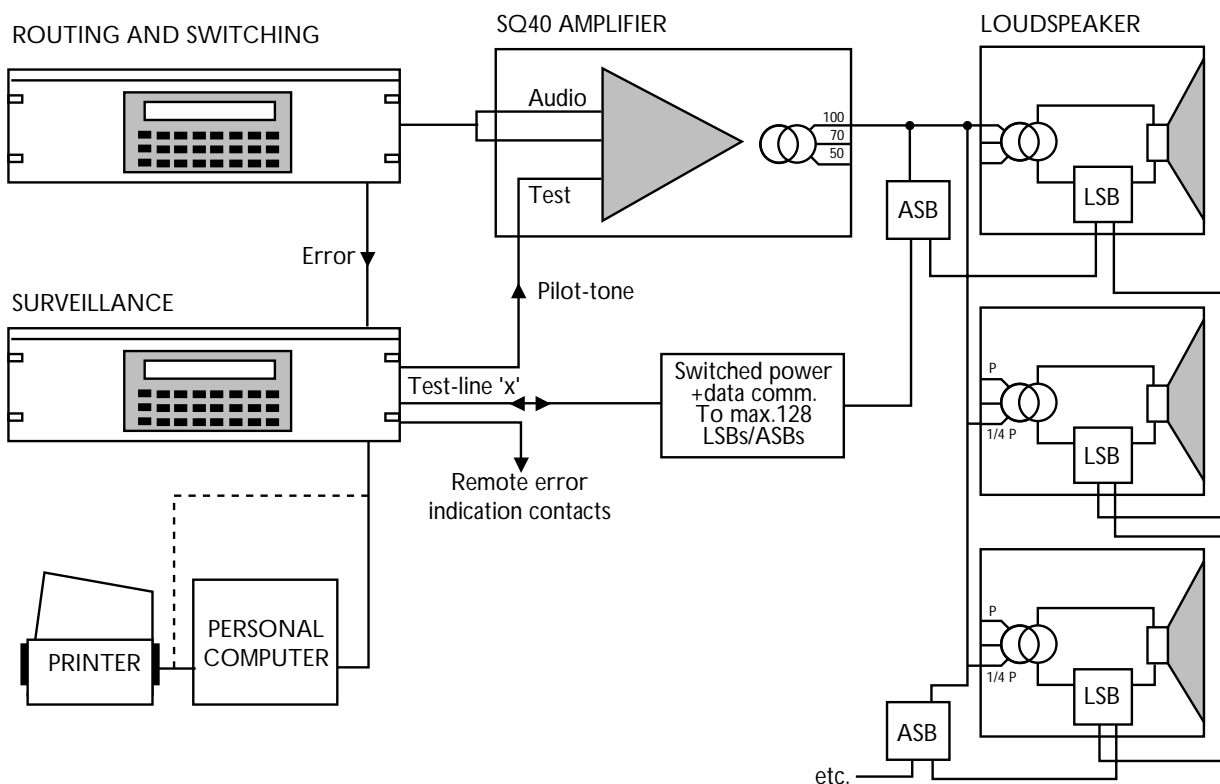 ROUTING AND SWITCHING
SQ40 AMPLIFIER
LOUDSPEAKER
Audio
Test
100
70
50
ASB
LSB
Error
Pilot-tone
SURVEILLANCE
Test-line 'x'
Switched power
+data comm.
To max.128
LSBs/ASBs
Remote error
indication contacts
P
1/4 P
LSB
PRINTER
PERSONAL
COMPUTER
P
1/4 P
LSB
ASB
etc.